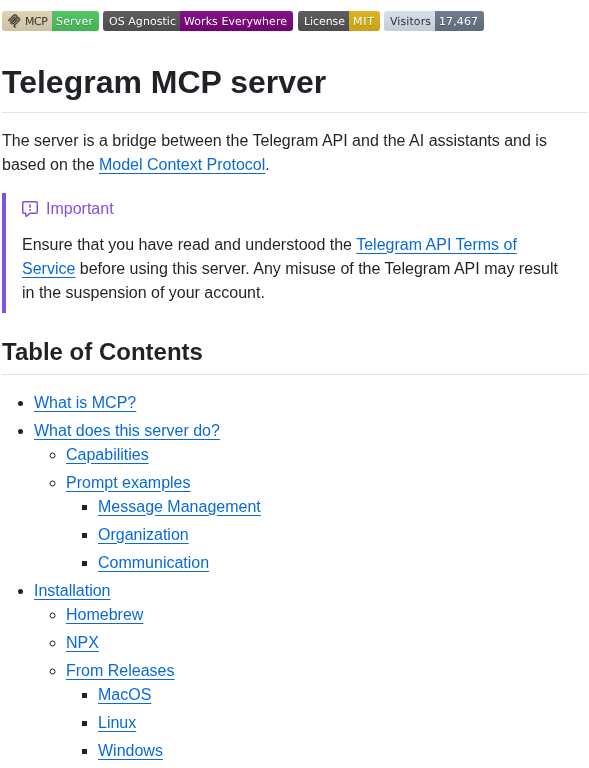 MCP Server OS Agnostic Works Everywhere License MIT Visitors 17,467
Telegram MCP server
The server is a bridge between the Telegram API and the AI assistants and is
based on the Model Context Protocol.
Important
Ensure that you have read and understood the Telegram API Terms of
Service before using this server. Any misuse of the Telegram API may result
in the suspension of your account.
Table of Contents
What is MCP?
What does this server do?
Capabilities
Prompt examples
Message Management
Organization
Communication
Installation
Homebrew
NPX
From Releases
MacOS
Linux
Windows